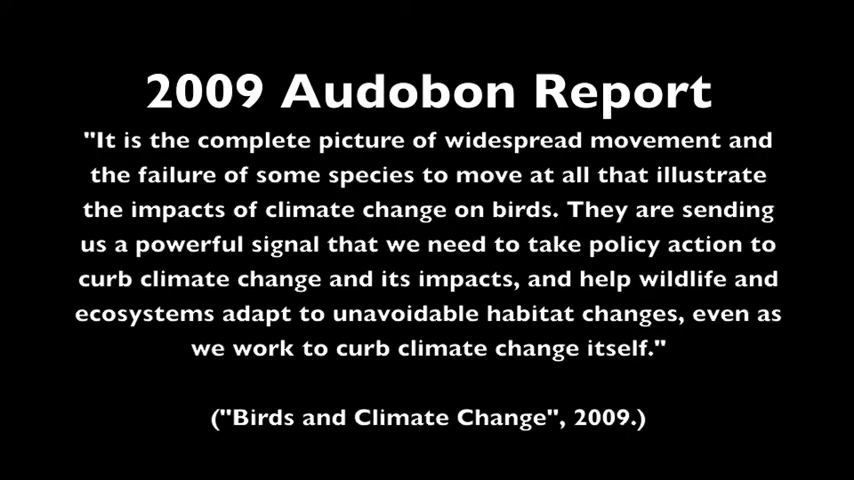 2009 Audobon Report
"It is the complete picture of widespread movement and
the failure of some species to move at all that illustrate
the impacts of climate change on birds. They are sending
us a powerful signal that we need to take policy action to
curb climate change and its impacts, and help wildlife and
ecosystems adapt to unavoidable habitat changes, even as
we work to curb climate change itself."
("Birds and Climate Change", 2009.)